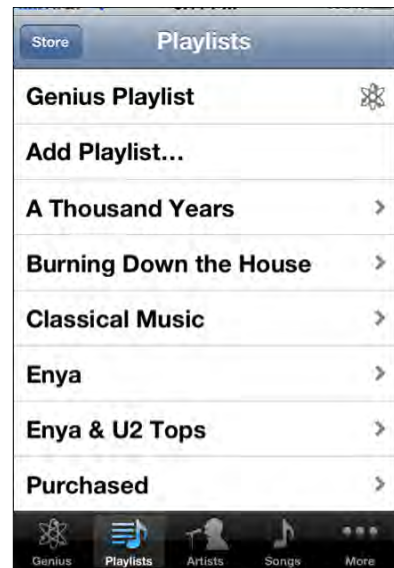 Store
Playlists
Genius Playlist
Add Playlist...
A Thousand Years
Burning Down the House
Classical Music
Enya
Enya & U2 Tops
Purchased
Genius Playlists Artists Songs More